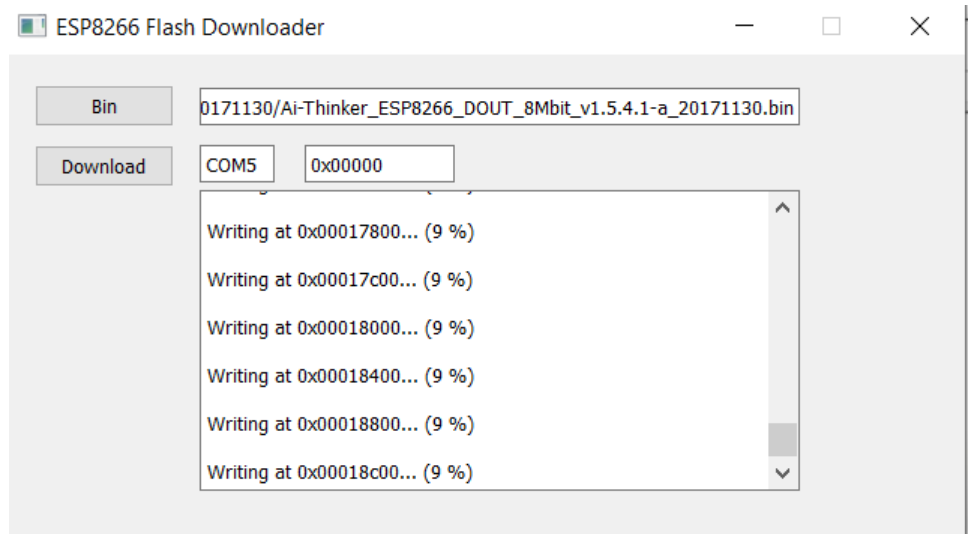 ESP8266 Flash Downloader
Bin
0171130/Ai-Thinker_ESP8266_DOUT_8Mbit_v1.5.4.1-a_20171130.bin
Download
COM5
0x00000
Writing at 0x00017800... (9 %)
Writing at 0x00017c00... (9 %)
Writing at 0x00018000... (9 %)
Writing at 0x00018400... (9 %)
Writing at 0x00018800... (9 %)
Writing at 0x00018c00... (9 %)